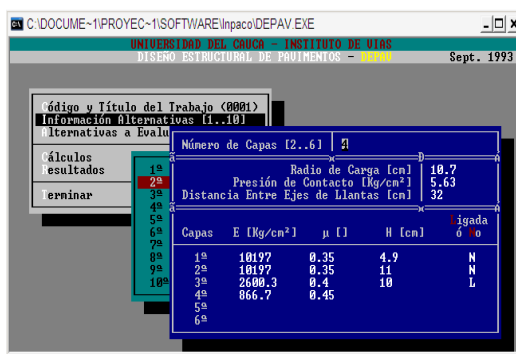 C:\DOCUME~1\PROYEC~1\SOFTWARE\Inpaco\DEPAV.EXE
UNIVERSIDAD DEL CAUCA - INSTITUTO DE VIAS
DISEÑO ESTRUCTURAL DE PAVIMENTOS - DEPAV Sept. 1993
ódigo y Título del Trabajo (0001)
Información Alternativas [1..10]
lternativas a Evalu
álculos
esultados
erminar
1ª
2ª
3ª
4ª
5ª
6ª
7ª
8ª
9ª
10ª
Número de Capas [2..6] 4
Radio de Carga [cm] 10.7
Presión de Contacto [Kg/cm²] 5.63
Distancia Entre Ejes de Llantas [cm] 32
Ligada
Capas E [Kg/cm²] µ [] H [cm] ó No
1ª 10197 0.35 4.9 N
2ª 10197 0.35 11 N
3ª 2600.3 0.4 10 L
4ª 866.7 0.45
5ª
6ª